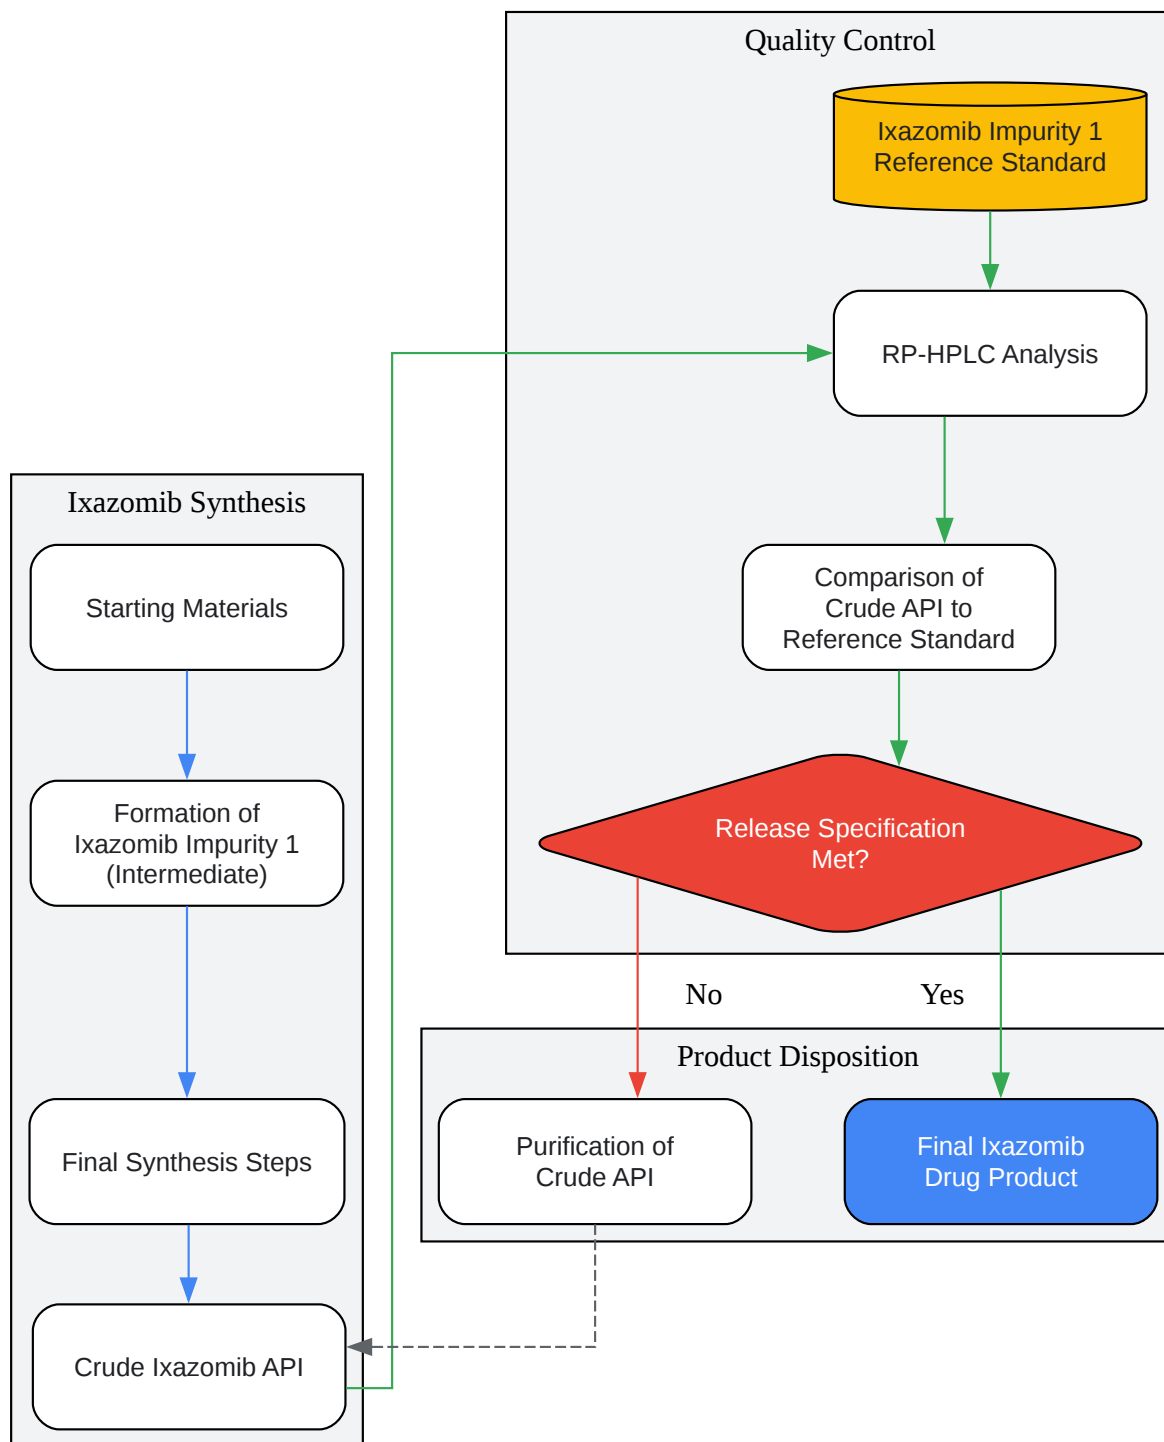 Quality Control
Ixazomib Impurity 1
Reference Standard
RP-HPLC Analysis
Comparison of
Crude API to
Reference Standard
Release Specification
Met?
No
Yes
Ixazomib Synthesis
Starting Materials
Formation of
Ixazomib Impurity 1
(Intermediate)
Final Synthesis Steps
Crude Ixazomib API
Product Disposition
Purification of
Crude API
Final Ixazomib
Drug Product